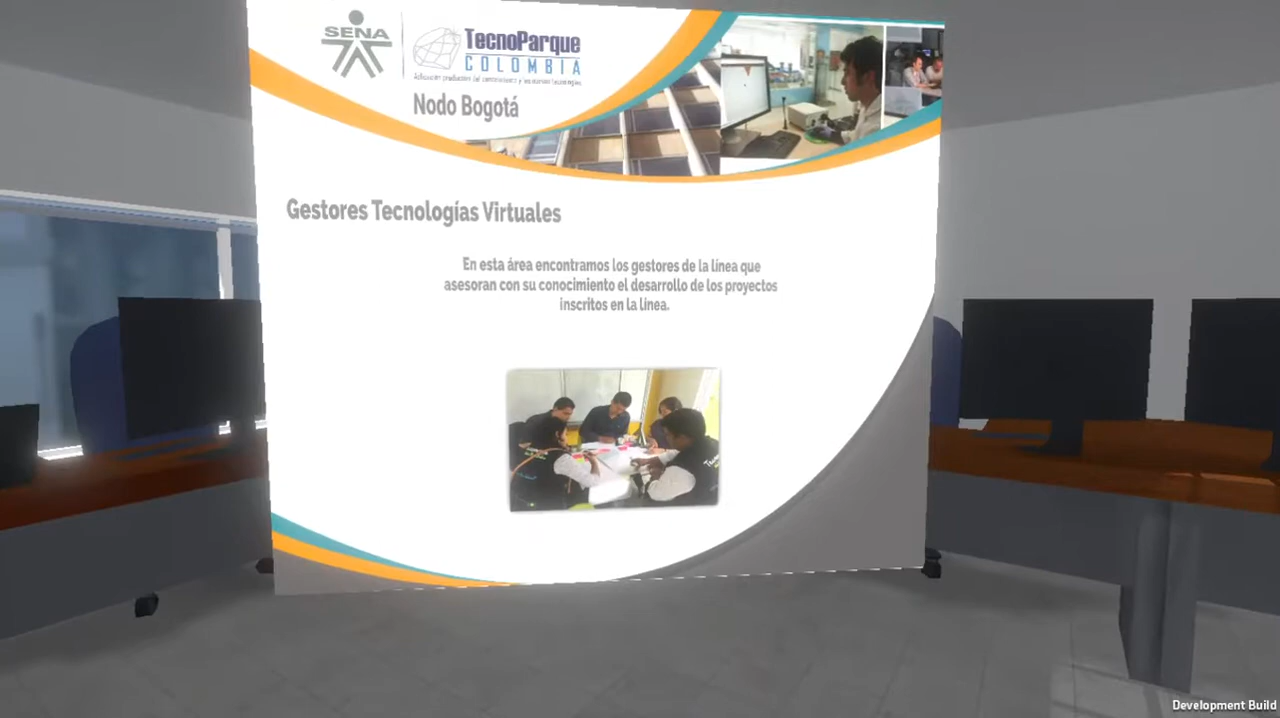 SENA
TecnoParque
COLOMBIA
Nodo Bogotá
Gestores Tecnologías Virtuales
En esta área encontramos los gestores de la línea que
asesoran con su conocimiento el desarrollo de los proyectos
inscritos en la línea.
Development Build